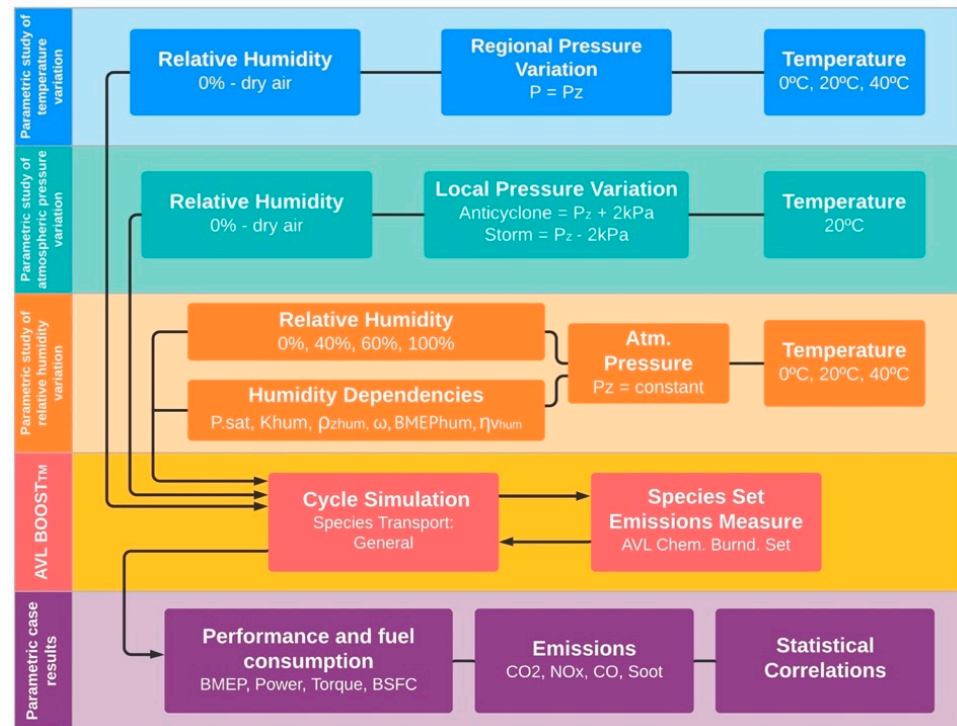 Parametric study of
temperature
variation
Relative Humidity
0% - dry air
Regional Pressure
Variation
P = Pz
Temperature
0ºC, 20ºC, 40ºC
Parametric study of
atmospheric pressure
variation
Relative Humidity
0% - dry air
Local Pressure Variation
Anticyclone = Pz + 2kPa
Storm = Pz - 2kPa
Temperature
20ºC
Parametric study of
relative humidity
variation
Relative Humidity
0%, 40%, 60%, 100%
Humidity Dependencies
P.sat, Khum, ρzhum, ω, BMEPhum, ηvhum
Atm.
Pressure
Pz = constant
Temperature
0ºC, 20ºC, 40ºC
AVL BOOSTTM
Cycle Simulation
Species Transport:
General
Species Set
Emissions Measure
AVL Chem. Burnd. Set
Parametric case
results
Performance and fuel
consumption
BMEP, Power, Torque, BSFC
Emissions
CO2, NOx, CO, Soot
Statistical
Correlations